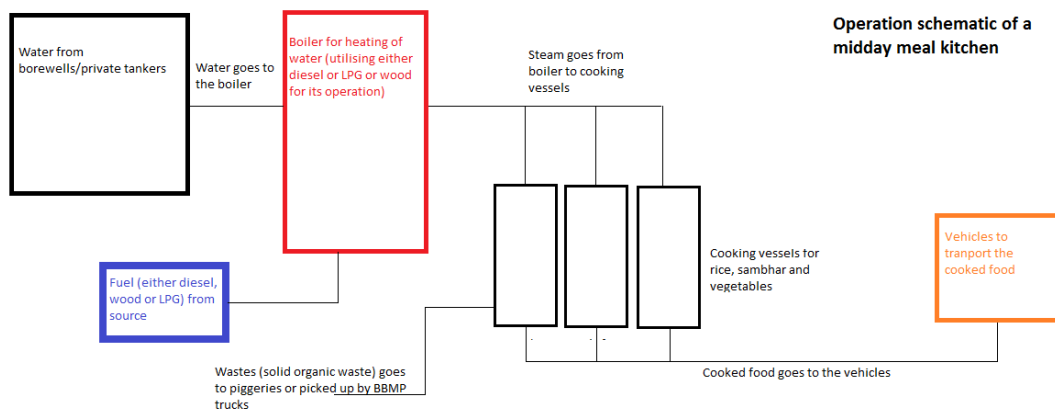 Operation schematic of a
midday meal kitchen
Water from
borewells/private tankers
Water goes to
the boiler
Boiler for heating of
water (utilising either
diesel or LPG or wood
for its operation)
Steam goes from
boiler to cooking
vessels
Cooking vessels for
rice, sambhar and
vegetables
Vehicles to
tranport the
cooked food
Fuel (either diesel,
wood or LPG) from
source
Wastes (solid organic waste) goes
to piggeries or picked up by BBMP
trucks
Cooked food goes to the vehicles